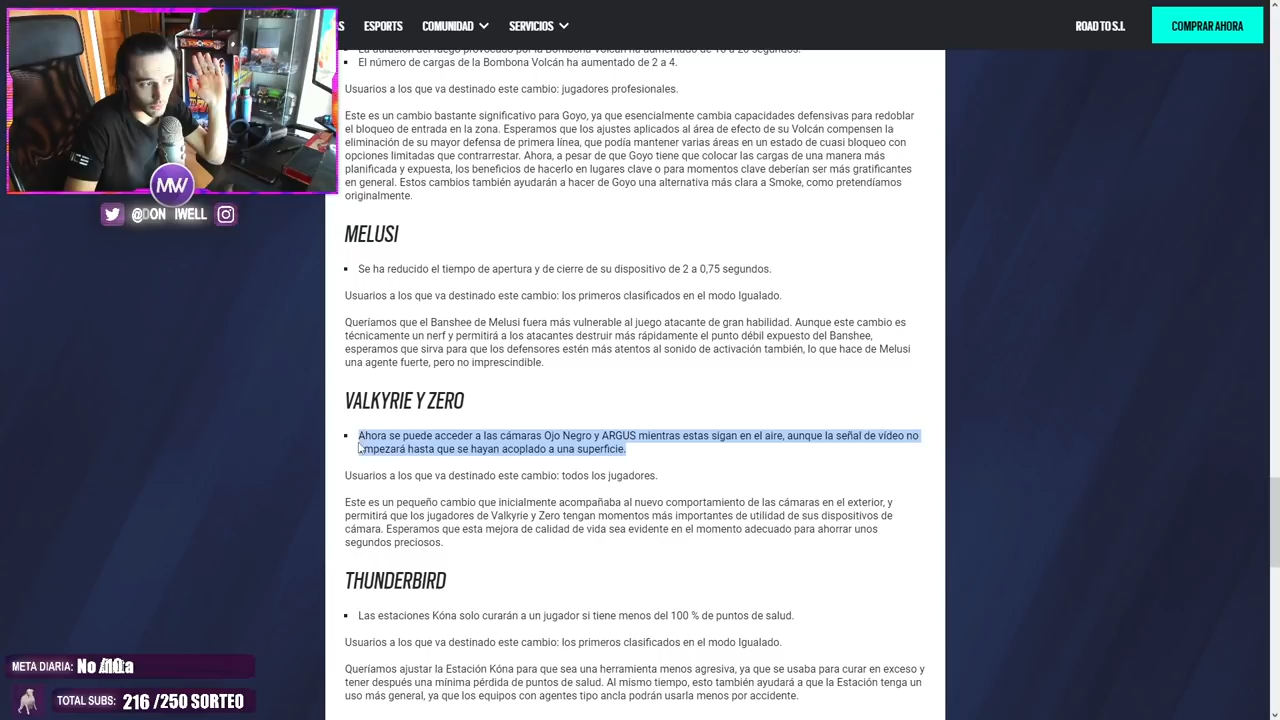 ESPORTS
COMUNIDAD
SERVICIOS
ROAD TO S.I.
COMPRAR AHORA
El número de cargas de la Bombona Volcán ha aumentado de 2 a 4.
Usuarios a los que va destinado este cambio: jugadores profesionales.
Este es un cambio bastante significativo para Goyo, ya que esencialmente cambia capacidades defensivas para redoblar
el bloqueo de entrada en la zona. Esperamos que los ajustes aplicados al área de efecto de su Volcán compensen la
eliminación de su mayor defensa de primera línea, que podía mantener varias áreas en un estado de cuasi bloqueo con
opciones limitadas que contrarrestar. Ahora, a pesar de que Goyo tiene que colocar las cargas de una manera más
planificada y expuesta, los beneficios de hacerlo en lugares clave o para momentos clave deberían ser más gratificantes
en general. Estos cambios también ayudarán a hacer de Goyo una alternativa más clara a Smoke, como pretendíamos
originalmente.
MELUSI
Se ha reducido el tiempo de apertura y de cierre de su dispositivo de 2 a 0,75 segundos.
Usuarios a los que va destinado este cambio: los primeros clasificados en el modo Igualado.
Queríamos que el Banshee de Melusi fuera más vulnerable al juego atacante de gran habilidad. Aunque este cambio es
técnicamente un nerf y permitirá a los atacantes destruir más rápidamente el punto débil expuesto del Banshee,
esperamos que sirva para que los defensores estén más atentos al sonido de activación también, lo que hace de Melusi
una agente fuerte, pero no imprescindible.
VALKYRIE Y ZERO
Ahora se puede acceder a las cámaras Ojo Negro y ARGUS mientras estas sigan en el aire, aunque la señal de vídeo no
empezará hasta que se hayan acoplado a una superficie.
Usuarios a los que va destinado este cambio: todos los jugadores.
Este es un pequeño cambio que inicialmente acompañaba al nuevo comportamiento de las cámaras en el exterior, y
permitirá que los jugadores de Valkyrie y Zero tengan momentos más importantes de utilidad de sus dispositivos de
cámara. Esperamos que esta mejora de calidad de vida sea evidente en el momento adecuado para ahorrar unos
segundos preciosos.
THUNDERBIRD
Las estaciones Kóna solo curarán a un jugador si tiene menos del 100 % de puntos de salud.
Usuarios a los que va destinado este cambio: los primeros clasificados en el modo Igualado.
Queríamos ajustar la Estación Kóna para que sea una herramienta menos agresiva, ya que se usaba para curar en exceso y
tener después una mínima pérdida de puntos de salud. Al mismo tiempo, esto también ayudará a que la Estación tenga un
uso más general, ya que los equipos con agentes tipo ancla podrán usarla menos por accidente.
MW
@DON IWELL
META DIARIA: No
TOTAL SUBS: 216 /250 SORTEO